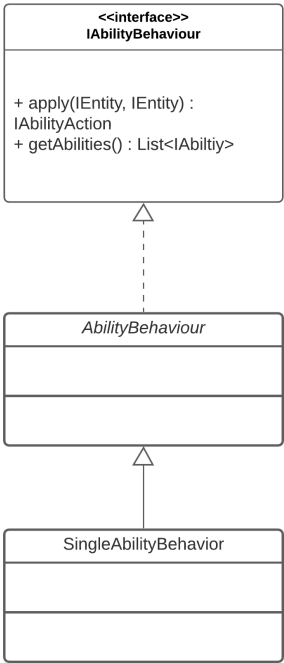 <<interface>>
IAbilityBehaviour
+ apply(IEntity, IEntity) :
IAbilityAction
+ getAbilities() : List<IAbiltiy>
AbilityBehaviour
SingleAbilityBehavior